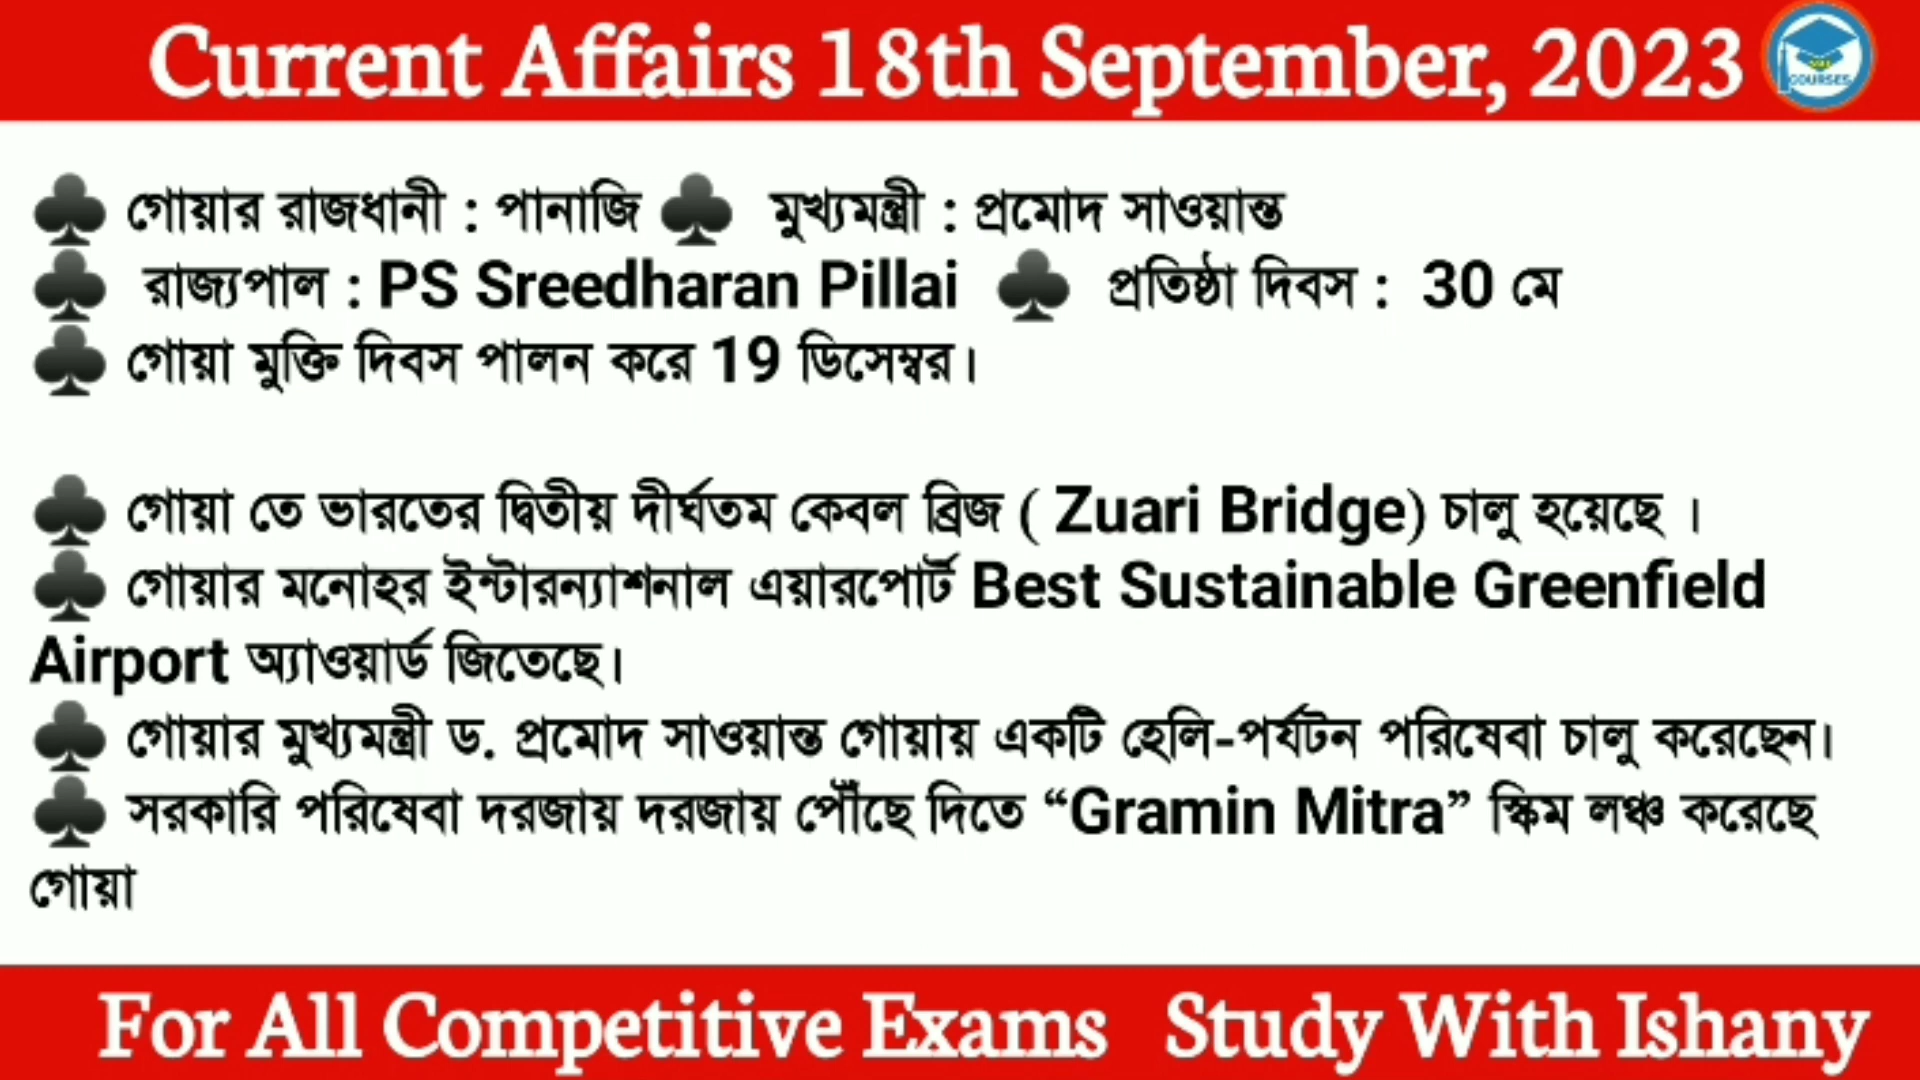 Current Affairs 18th September, 2023
COURSES
♣ গোয়ার রাজধানী : পানাজি ♣ মুখ্যমন্ত্রী : প্রমোদ সাওয়ান্ত
♣ রাজ্যপাল : PS Sreedharan Pillai ♣ প্রতিষ্ঠা দিবস : 30 মে
♣ গোয়া মুক্তি দিবস পালন করে 19 ডিসেম্বর।
♣ গোয়া তে ভারতের দ্বিতীয় দীর্ঘতম কেবল ব্রিজ ( Zuari Bridge) চালু হয়েছে ।
♣ গোয়ার মনোহর ইন্টারন্যাশনাল এয়ারপোর্ট Best Sustainable Greenfield
Airport অ্যাওয়ার্ড জিতেছে।
♣ গোয়ার মুখ্যমন্ত্রী ড. প্রমোদ সাওয়ান্ত গোয়ায় একটি হেলি-পর্যটন পরিষেবা চালু করেছেন।
♣ সরকারি পরিষেবা দরজায় দরজায় পৌঁছে দিতে “Gramin Mitra” স্কিম লঞ্চ করেছে
গোয়া
For All Competitive Exams Study With Ishany